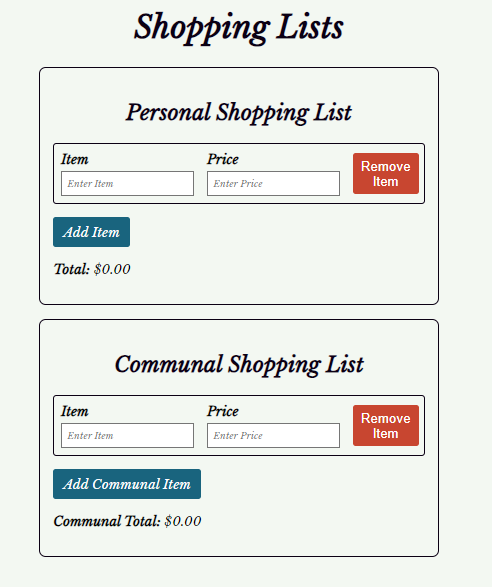 Shopping Lists
Personal Shopping List
Item Price
Enter Item Enter Price
Remove
Item
Add Item
Total: $0.00
Communal Shopping List
Item Price
Enter Item Enter Price
Remove
Item
Add Communal Item
Communal Total: $0.00